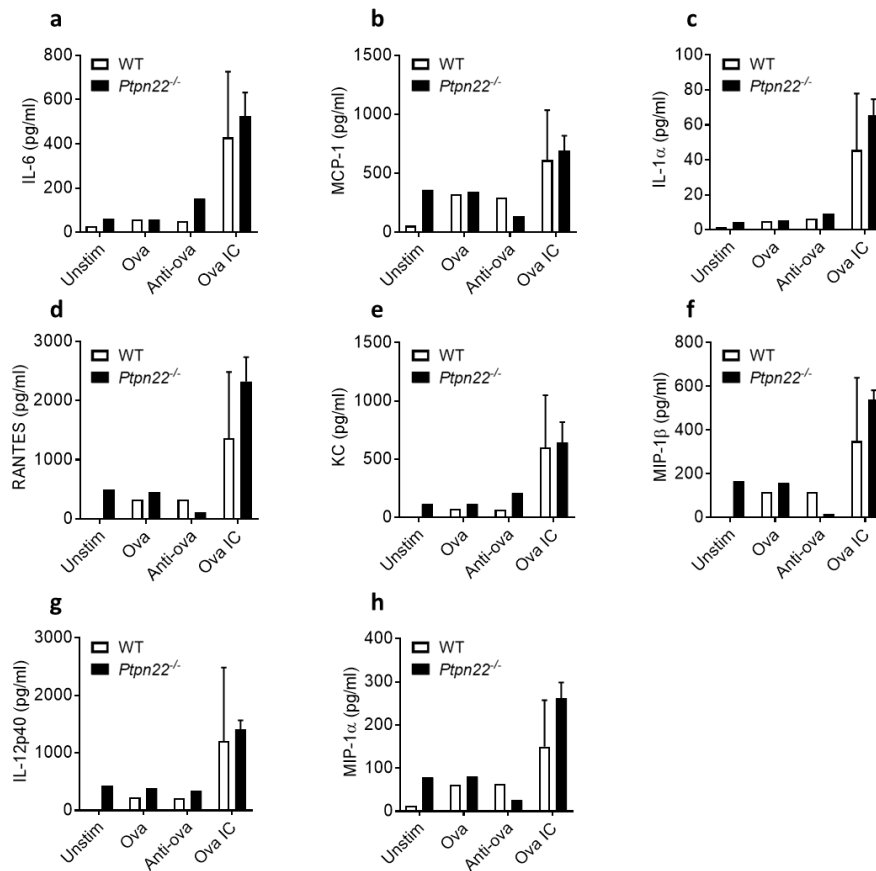 a
IL-6 (pg/ml)
800
600
400
200
0
WT
Ptpn22-/-
Unstim
Ova
Anti-ova
Ova IC
b
MCP-1 (pg/ml)
1500
1000
500
0
WT
Ptpn22-/-
Unstim
Ova
Anti-ova
Ova IC
c
IL-1α (pg/ml)
100
80
60
40
20
0
WT
Ptpn22-/-
Unstim
Ova
Anti-ova
Ova IC
d
RANTES (pg/ml)
3000
2000
1000
0
WT
Ptpn22-/-
Unstim
Ova
Anti-ova
Ova IC
e
KC (pg/ml)
1500
1000
500
0
WT
Ptpn22-/-
Unstim
Ova
Anti-ova
Ova IC
f
MIP-1β (pg/ml)
800
600
400
200
0
WT
Ptpn22-/-
Unstim
Ova
Anti-ova
Ova IC
g
IL-12p40 (pg/ml)
3000
2000
1000
0
WT
Ptpn22-/-
Unstim
Ova
Anti-ova
Ova IC
h
MIP-1α (pg/ml)
400
300
200
100
0
WT
Ptpn22-/-
Unstim
Ova
Anti-ova
Ova IC